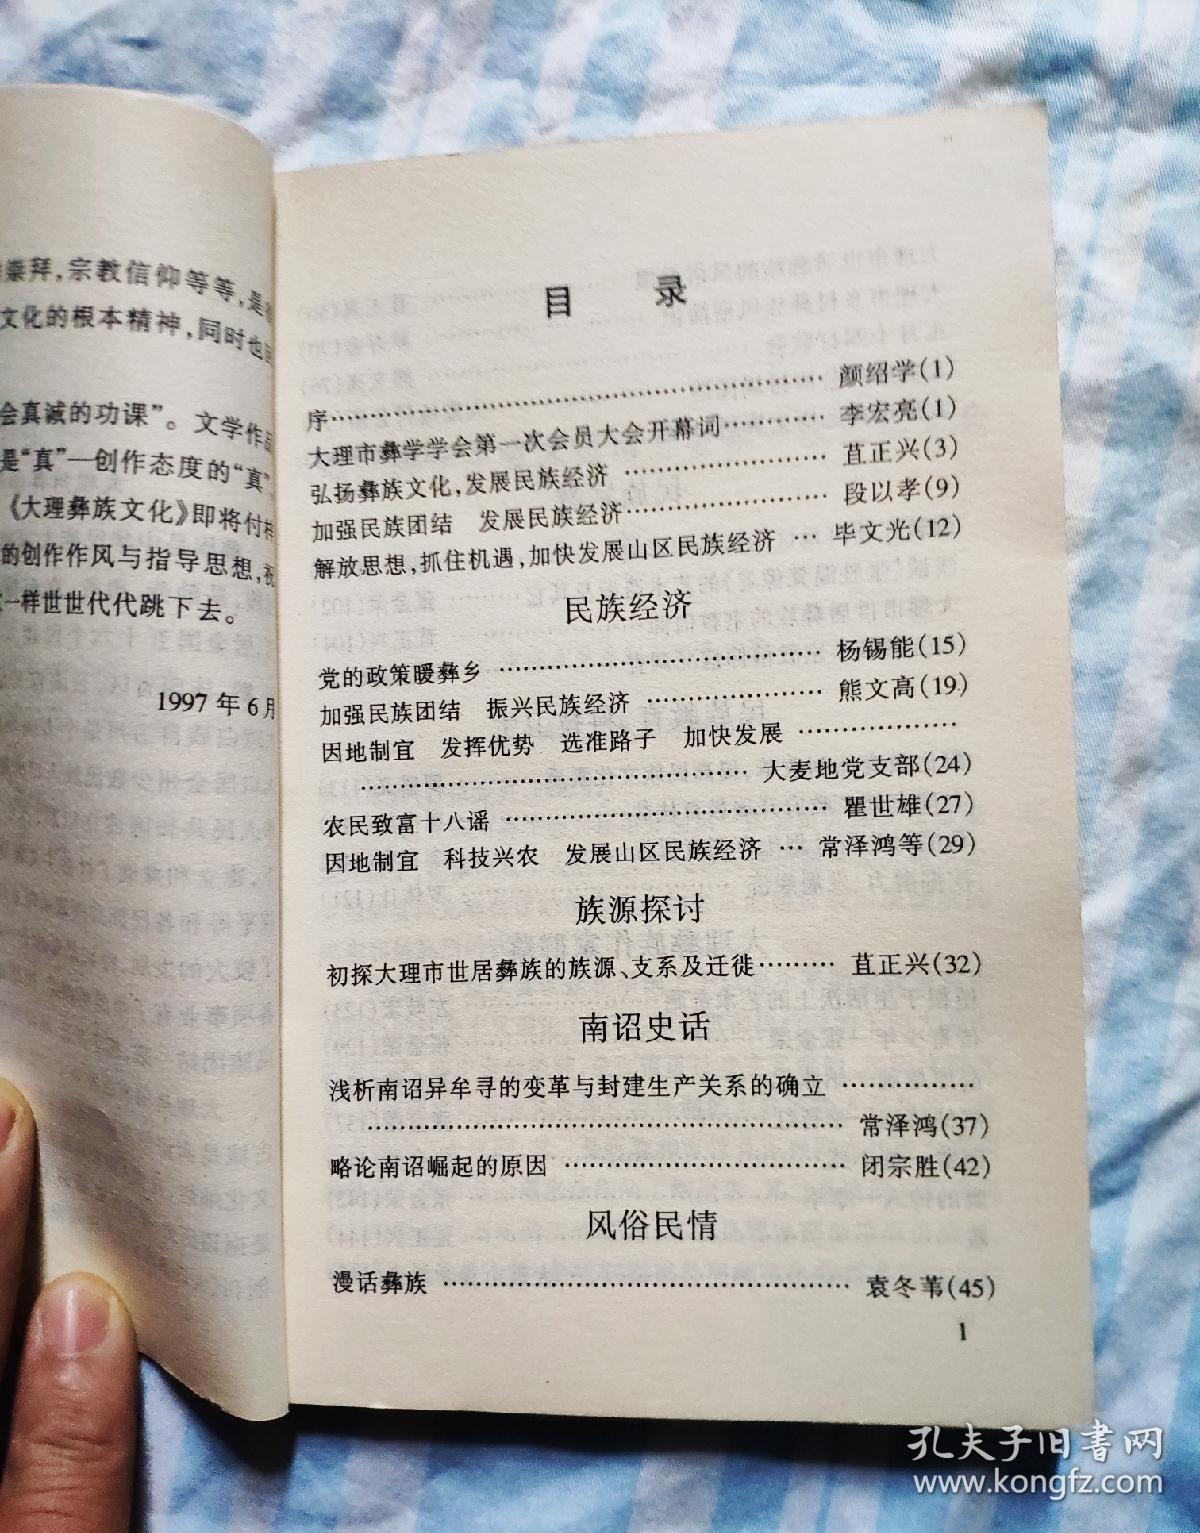 崇拜,宗教信仰等等,是
文化的根本精神,同时也
会真诚的功课”。文学作品
是“真”—创作态度的“真”
《大理彝族文化》即将付梓
的创作作风与指导思想,祝
一样世世代代跳下去。
1997年6月
目 录
序…………………………………………………… 颜绍学(1)
大理市彝学学会第一次会员大会开幕词………… 李宏亮(1)
弘扬彝族文化,发展民族经济 …………………… 苴正兴(3)
加强民族团结 发展民族经济…………………… 段以孝(9)
解放思想,抓住机遇,加快发展山区民族经济 … 毕文光(12)
民族经济
党的政策暖彝乡 ………………………………… 杨锡能(15)
加强民族团结 振兴民族经济 ………………… 熊文高(19)
因地制宜 发挥优势 选准路子 加快发展 ………………
……………………………………… 大麦地党支部(24)
农民致富十八谣 ………………………………… 瞿世雄(27)
因地制宜 科技兴农 发展山区民族经济 … 常泽鸿等(29)
族源探讨
初探大理市世居彝族的族源、支系及迁徙……… 苴正兴(32)
南诏史话
浅析南诏异牟寻的变革与封建生产关系的确立 ……………
……………………………………………… 常泽鸿(37)
略论南诏崛起的原因 …………………………… 闭宗胜(42)
风俗民情
漫话彝族 ………………………………………… 袁冬苇(45)
1
孔夫子旧书网
www.kongfz.com